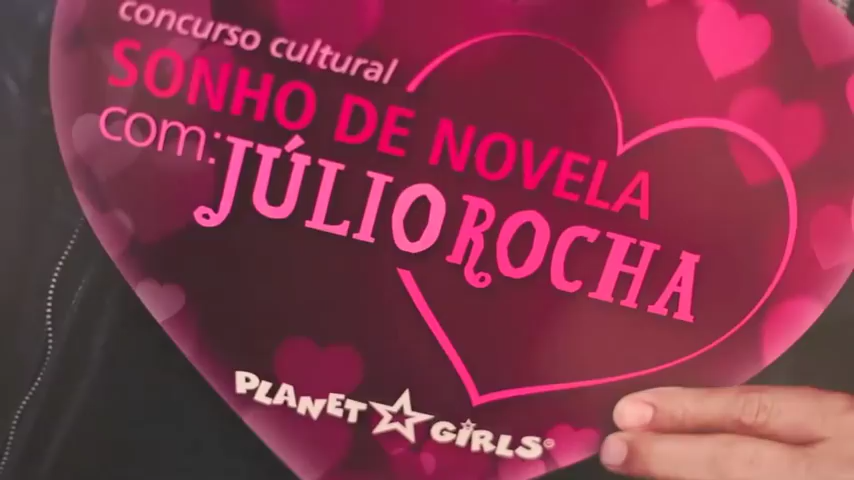 concurso cultural
SONHO DE NOVELA
com: JÚLIO ROCHA
PLANET GIRLS®